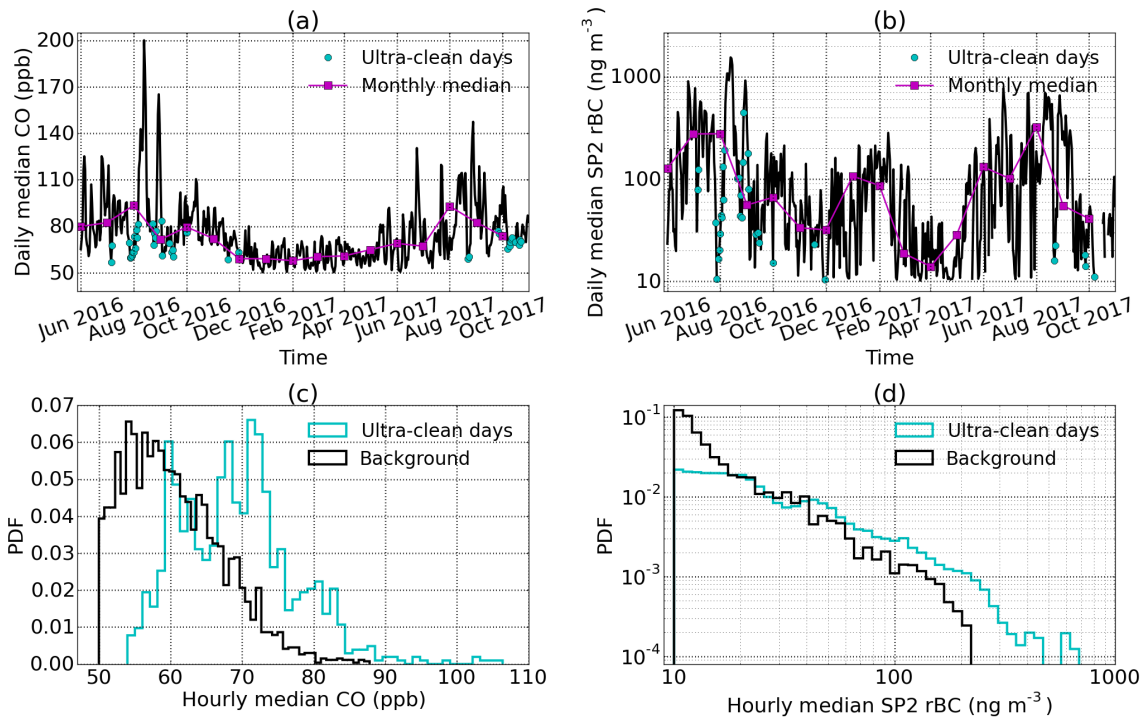 (a)
Daily median CO (ppb)
200
170
140
110
80
50
Ultra-clean days
Monthly median
Jun 2016
Aug 2016
Oct 2016
Dec 2016
Feb 2017
Apr 2017
Jun 2017
Aug 2017
Oct 2017
Time
(b)
Daily median SP2 rBC (ng m⁻³)
1000
100
10
Ultra-clean days
Monthly median
Jun 2016
Aug 2016
Oct 2016
Dec 2016
Feb 2017
Apr 2017
Jun 2017
Aug 2017
Oct 2017
Time
(c)
PDF
0.07
0.06
0.05
0.04
0.03
0.02
0.01
0.00
Ultra-clean days
Background
50 60 70 80 90 100 110
Hourly median CO (ppb)
(d)
PDF
10⁻¹
10⁻²
10⁻³
10⁻⁴
Ultra-clean days
Background
10 100 1000
Hourly median SP2 rBC (ng m⁻³)